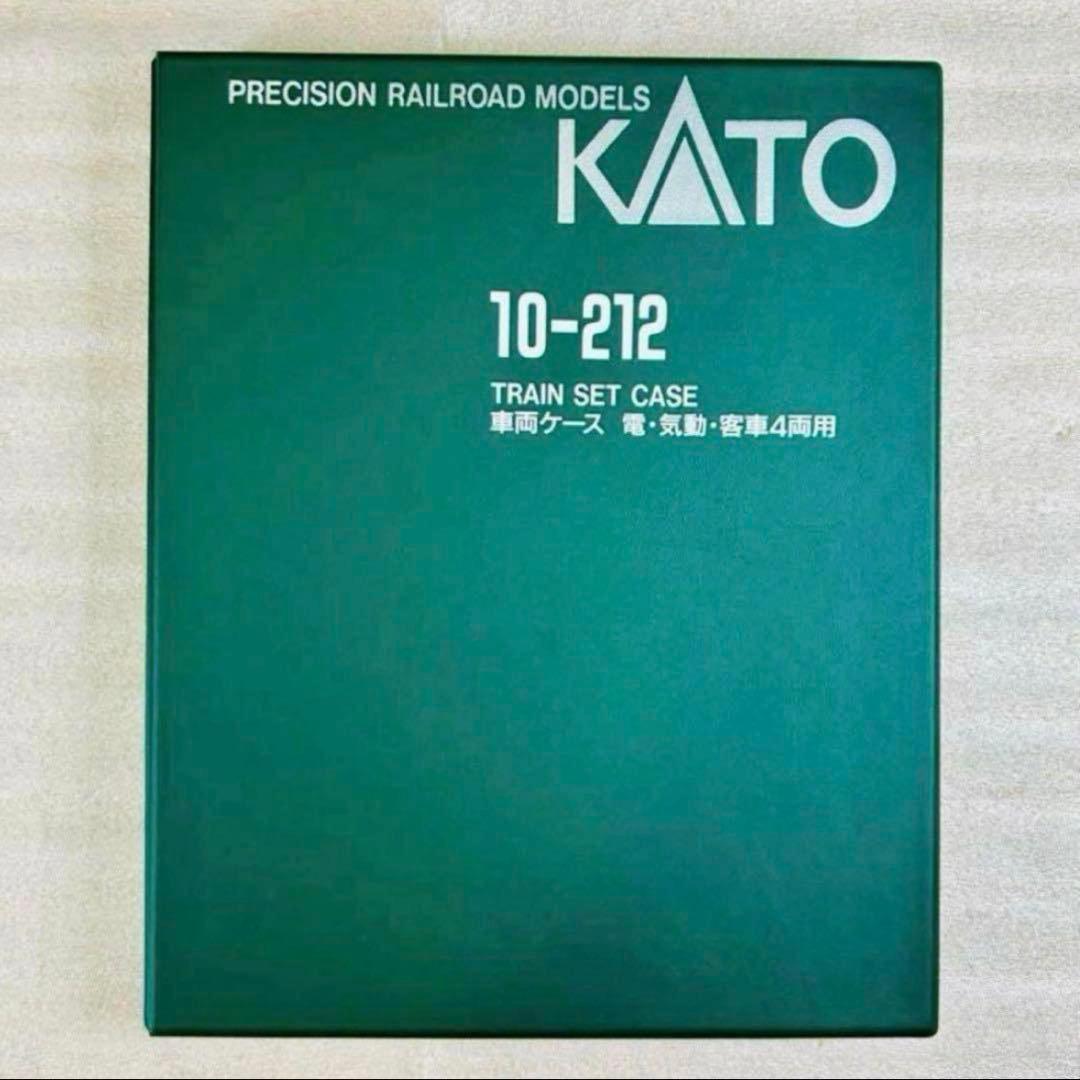 PRECISION RAILROAD MODELS
KATO
10-212
TRAIN SET CASE
車両ケース 電・気動・客車4両用